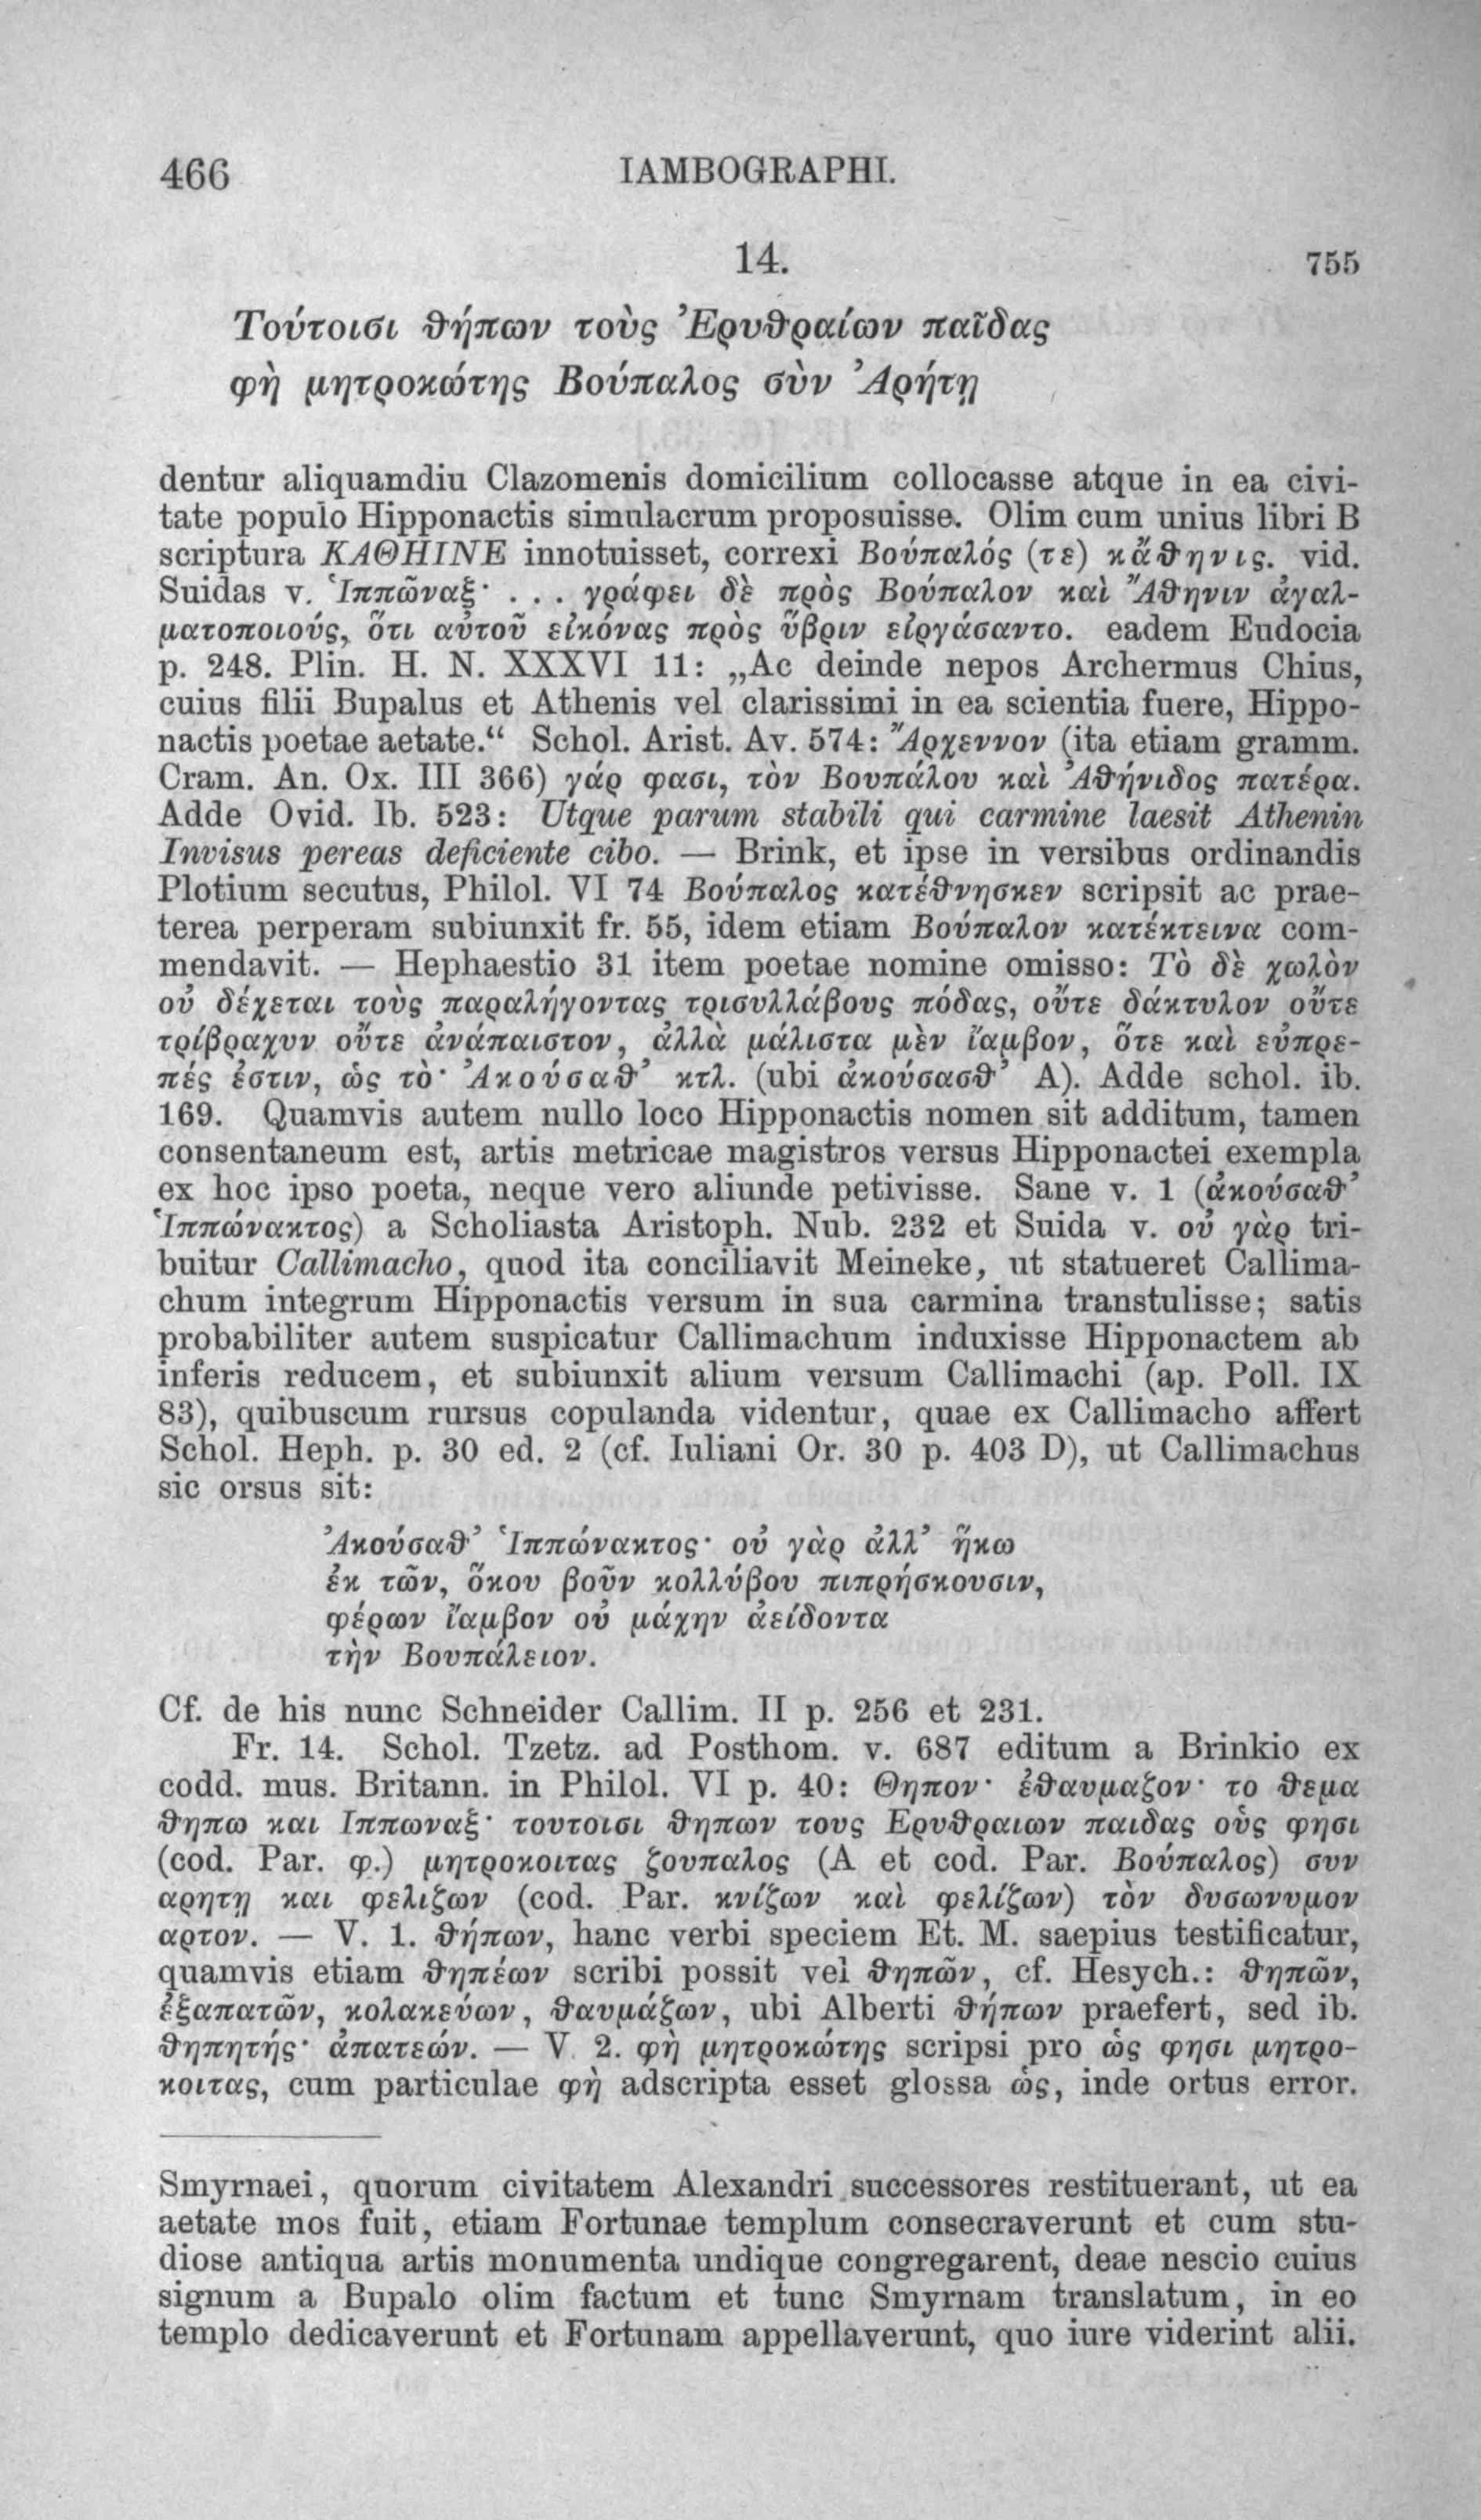 466
IAMBOGRAPHI.
14.
755
Τούτοισι ϑήπων τοὺς Ἐρυϑραίων παῖδας
φὴ μητροκώτης Βούπαλος σὺν Ἀρήτῃ
dentur aliquamdiu Clazomenis domicilium collocasse atque in ea civi-
tate populo Hipponactis simulacrum proposuisse. Olim cum unius libri B
scriptura ΚΑΘΗΙΝΕ innotuisset, correxi Βούπαλός (τε) κἄϑηνις. vid.
Suidas v. Ἱππῶναξ· . . . γράφει δὲ πρὸς Βούπαλον καὶ Ἄϑηνιν ἀγαλ-
ματοποιούς, ὅτι αὐτοῦ εἰκόνας πρὸς ὕβριν εἰργάσαντο. eadem Eudocia
p. 248. Plin. H. N. XXXVI 11: „Ac deinde nepos Archermus Chius,
cuius filii Bupalus et Athenis vel clarissimi in ea scientia fuere, Hippo-
nactis poetae aetate.“ Schol. Arist. Av. 574: Ἄρχεννον (ita etiam gramm.
Cram. An. Ox. III 366) γάρ φασι, τὸν Βουπάλου καὶ Ἀϑήνιδος πατέρα.
Adde Ovid. Ib. 523: Utque parum stabili qui carmine laesit Athenin
Invisus pereas deficiente cibo. — Brink, et ipse in versibus ordinandis
Plotium secutus, Philol. VI 74 Βούπαλος κατέϑνησκεν scripsit ac prae-
terea perperam subiunxit fr. 55, idem etiam Βούπαλον κατέκτεινα com-
mendavit. — Hephaestio 31 item poetae nomine omisso: Τὸ δὲ χωλὸν
οὐ δέχεται τοὺς παραλήγοντας τρισυλλάβους πόδας, οὔτε δάκτυλον οὔτε
τρίβραχυν οὔτε ἀνάπαιστον, ἀλλὰ μάλιστα μὲν ἴαμβον, ὅτε καὶ εὐπρε-
πές ἐστιν, ὡς τὸ· Ἀκούσαϑ’ κτλ. (ubi ἀκούσασϑ’ A). Adde schol. ib.
169. Quamvis autem nullo loco Hipponactis nomen sit additum, tamen
consentaneum est, artis metricae magistros versus Hipponactei exempla
ex hoc ipso poeta, neque vero aliunde petivisse. Sane v. 1 (ἀκούσαϑ’
Ἱππώνακτος) a Scholiasta Aristoph. Nub. 232 et Suida v. οὐ γὰρ tri-
buitur Callimacho, quod ita conciliavit Meineke, ut statueret Callima-
chum integrum Hipponactis versum in sua carmina transtulisse; satis
probabiliter autem suspicatur Callimachum induxisse Hipponactem ab
inferis reducem, et subiunxit alium versum Callimachi (ap. Poll. IX
83), quibuscum rursus copulanda videntur, quae ex Callimacho affert
Schol. Heph. p. 30 ed. 2 (cf. Iuliani Or. 30 p. 403 D), ut Callimachus
sic orsus sit:
Ἀκούσαϑ’ Ἱππώνακτος· οὐ γὰρ ἀλλ’ ἥκω
ἐκ τῶν, ὅκου βοῦν κολλύβου πιπρήσκουσιν,
φέρων ἴαμβον οὐ μάχην ἀείδοντα
τὴν Βουπάλειον.
Cf. de his nunc Schneider Callim. II p. 256 et 231.
Fr. 14. Schol. Tzetz. ad Posthom. v. 687 editum a Brinkio ex
codd. mus. Britann. in Philol. VI p. 40: Θηπον· ἐϑαυμαζον· το ϑεμα
ϑηπω και Ιππωναξ· τουτοισι ϑηπων τους Ερυϑραιων παιδας οὑς φησι
(cod. Par. φ.) μητροκοιτας ζουπαλος (A et cod. Par. Βούπαλος) συν
αρητῃ και φελιζων (cod. Par. κνίζων καὶ φελίζων) τὸν δυσωνυμον
αρτον. — V. 1. ϑήπων, hanc verbi speciem Et. M. saepius testificatur,
quamvis etiam ϑηπέων scribi possit vel ϑηπῶν, cf. Hesych.: ϑηπῶν,
ἐξαπατῶν, κολακεύων, ϑαυμάζων, ubi Alberti ϑήπων praefert, sed ib.
ϑηπητής· ἀπατεών. — V. 2. φὴ μητροκώτης scripsi pro ὡς φησι μητρο-
κοιτας, cum particulae φὴ adscripta esset glossa ὡς, inde ortus error.
Smyrnaei, quorum civitatem Alexandri successores restituerant, ut ea
aetate mos fuit, etiam Fortunae templum consecraverunt et cum stu-
diose antiqua artis monumenta undique congregarent, deae nescio cuius
signum a Bupalo olim factum et tunc Smyrnam translatum, in eo
templo dedicaverunt et Fortunam appellaverunt, quo iure viderint alii.